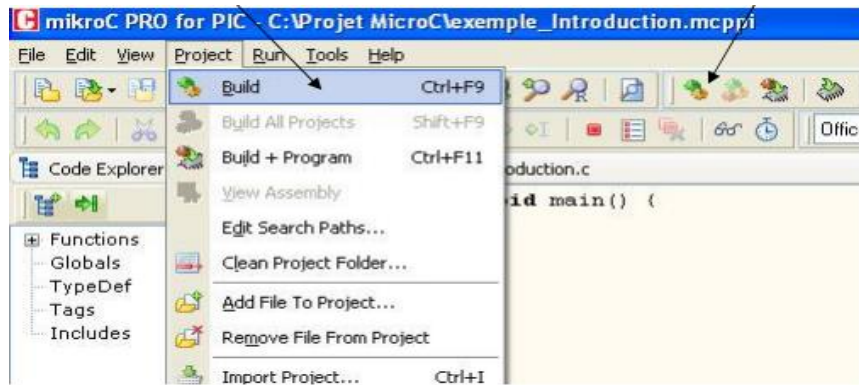 mikroC PRO for PIC - C:\Projet MicroC\exemple_Introduction.mcppi
File Edit View Project Run Tools Help
Build Ctrl+F9
Build All Projects Shift+F9
Offic
Code Explorer
Build + Program Ctrl+F11
oduction.c
View Assembly
id main() {
Edit Search Paths...
Functions
Globals
Clean Project Folder...
TypeDef
Tags
Add File To Project...
Includes
Remove File From Project
Import Project... Ctrl+I